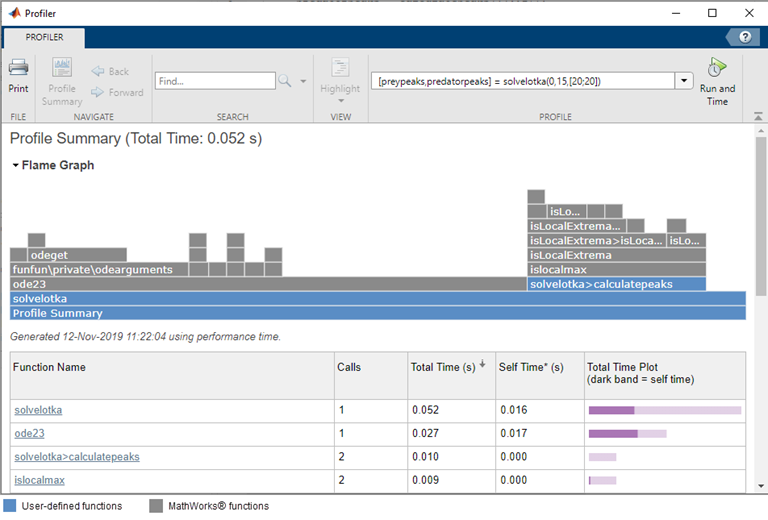 Profiler
PROFILER
?
Print
Profile Summary
Back
Forward
Find...
Highlight
[preypeaks,predatorpeaks] = solvelotka(0,15,[20;20])
Run and Time
FILE
NAVIGATE
SEARCH
VIEW
PROFILE
Profile Summary (Total Time: 0.052 s)
Flame Graph
isLo...
isLocalExtrema...
odeget
isLocalExtrema>isLoca...
isLo...
isLocalExtrema
funfun\private\odearguments
islocalmax
ode23
solvelotka>calculatepeaks
solvelotka
Profile Summary
Generated 12-Nov-2019 11:22:04 using performance time.
Function Name Calls Total Time (s) Self Time* (s) Total Time Plot
(dark band = self time)
solvelotka 1 0.052 0.016
ode23 1 0.027 0.017
solvelotka>calculatepeaks 2 0.010 0.000
islocalmax 2 0.009 0.000
User-defined functions
MathWorks® functions